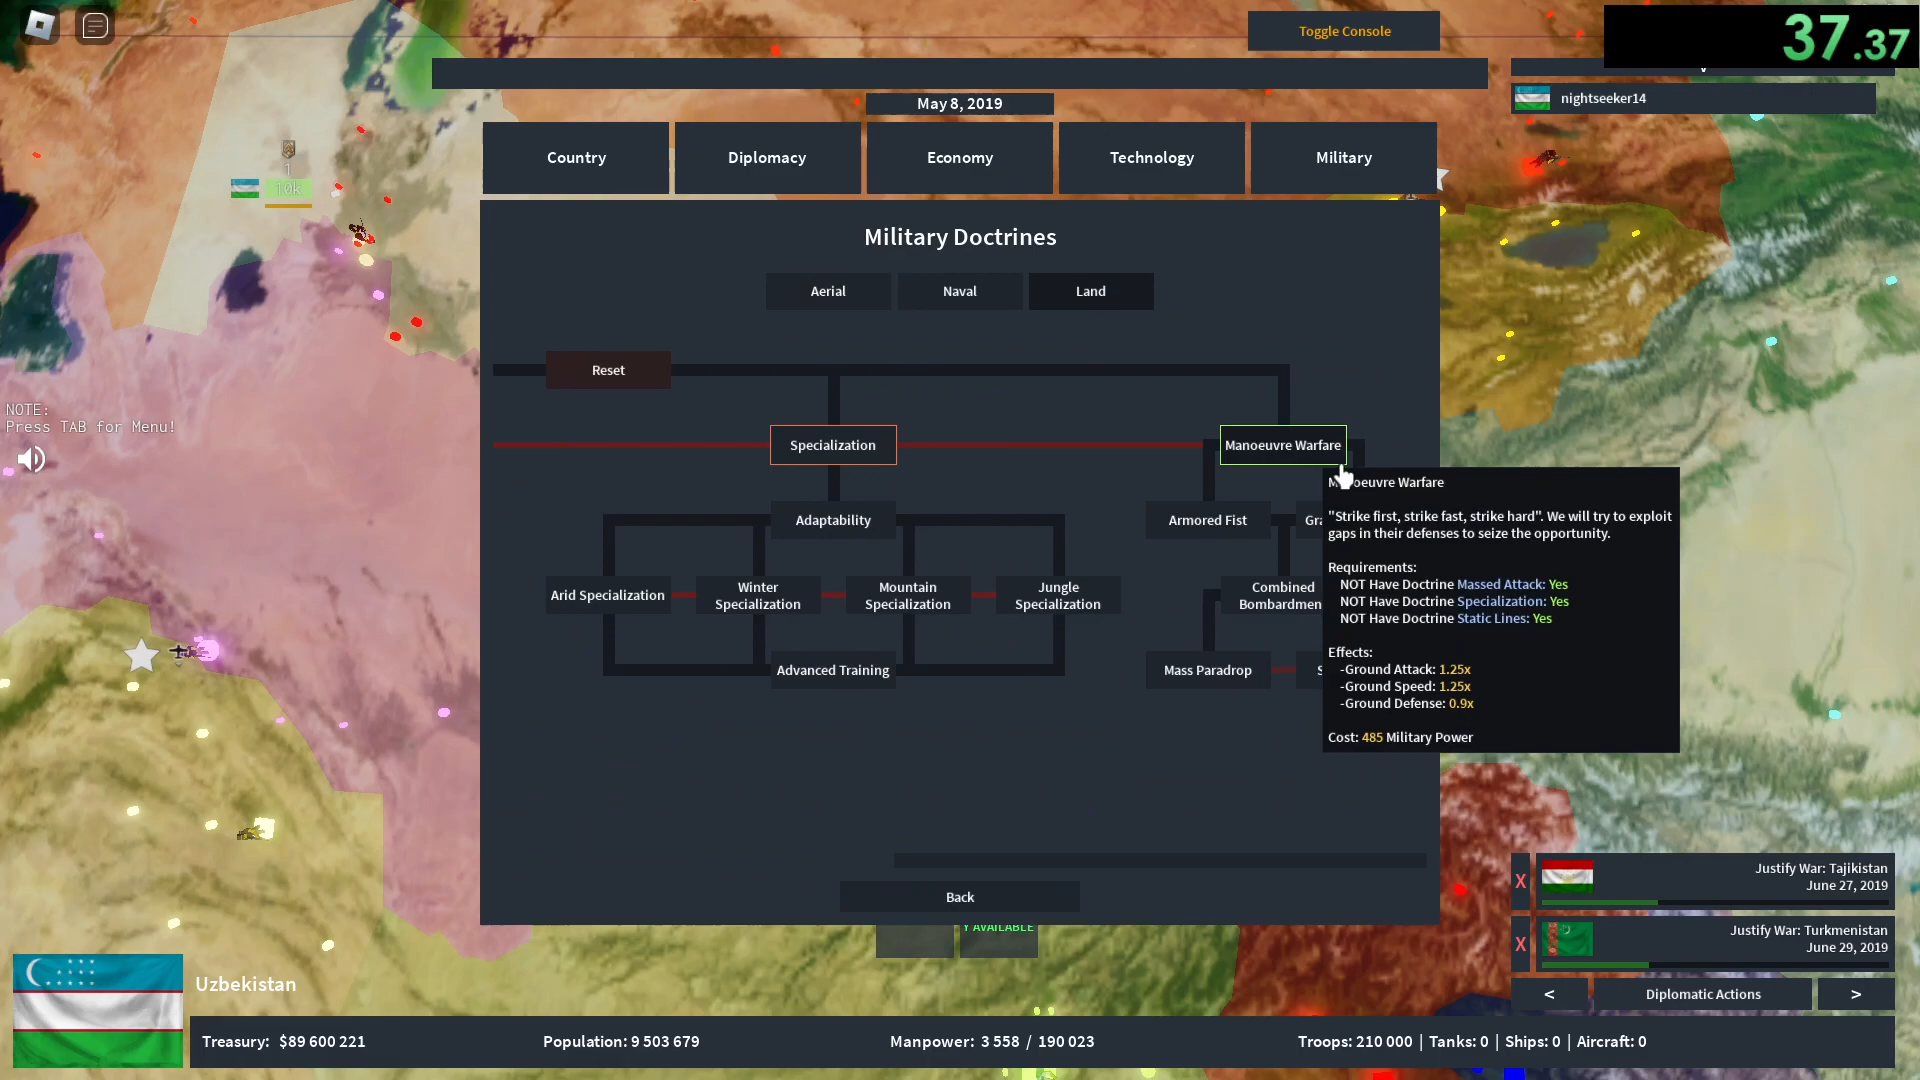 Toggle Console
37.37
v
nightseeker14
May 8, 2019
Country
Diplomacy
Economy
Technology
Military
1
10k
Military Doctrines
Aerial
Naval
Land
Reset
NOTE:
Press TAB for Menu!
Specialization
Manoeuvre Warfare
Adaptability
Armored Fist
Gra
Arid Specialization
Winter
Specialization
Mountain
Specialization
Jungle
Specialization
Combined
Bombardmen
Advanced Training
Mass Paradrop
S
M oeuvre Warfare
"Strike first, strike fast, strike hard". We will try to exploit
gaps in their defenses to seize the opportunity.
Requirements:
NOT Have Doctrine Massed Attack: Yes
NOT Have Doctrine Specialization: Yes
NOT Have Doctrine Static Lines: Yes
Effects:
-Ground Attack: 1.25x
-Ground Speed: 1.25x
-Ground Defense: 0.9x
Cost: 485 Military Power
Back
Y AVAILABLE
X
Justify War: Tajikistan
June 27, 2019
X
Justify War: Turkmenistan
June 29, 2019
<
Diplomatic Actions
>
Uzbekistan
Treasury: $89 600 221
Population: 9 503 679
Manpower: 3 558 / 190 023
Troops: 210 000 | Tanks: 0 | Ships: 0 | Aircraft: 0